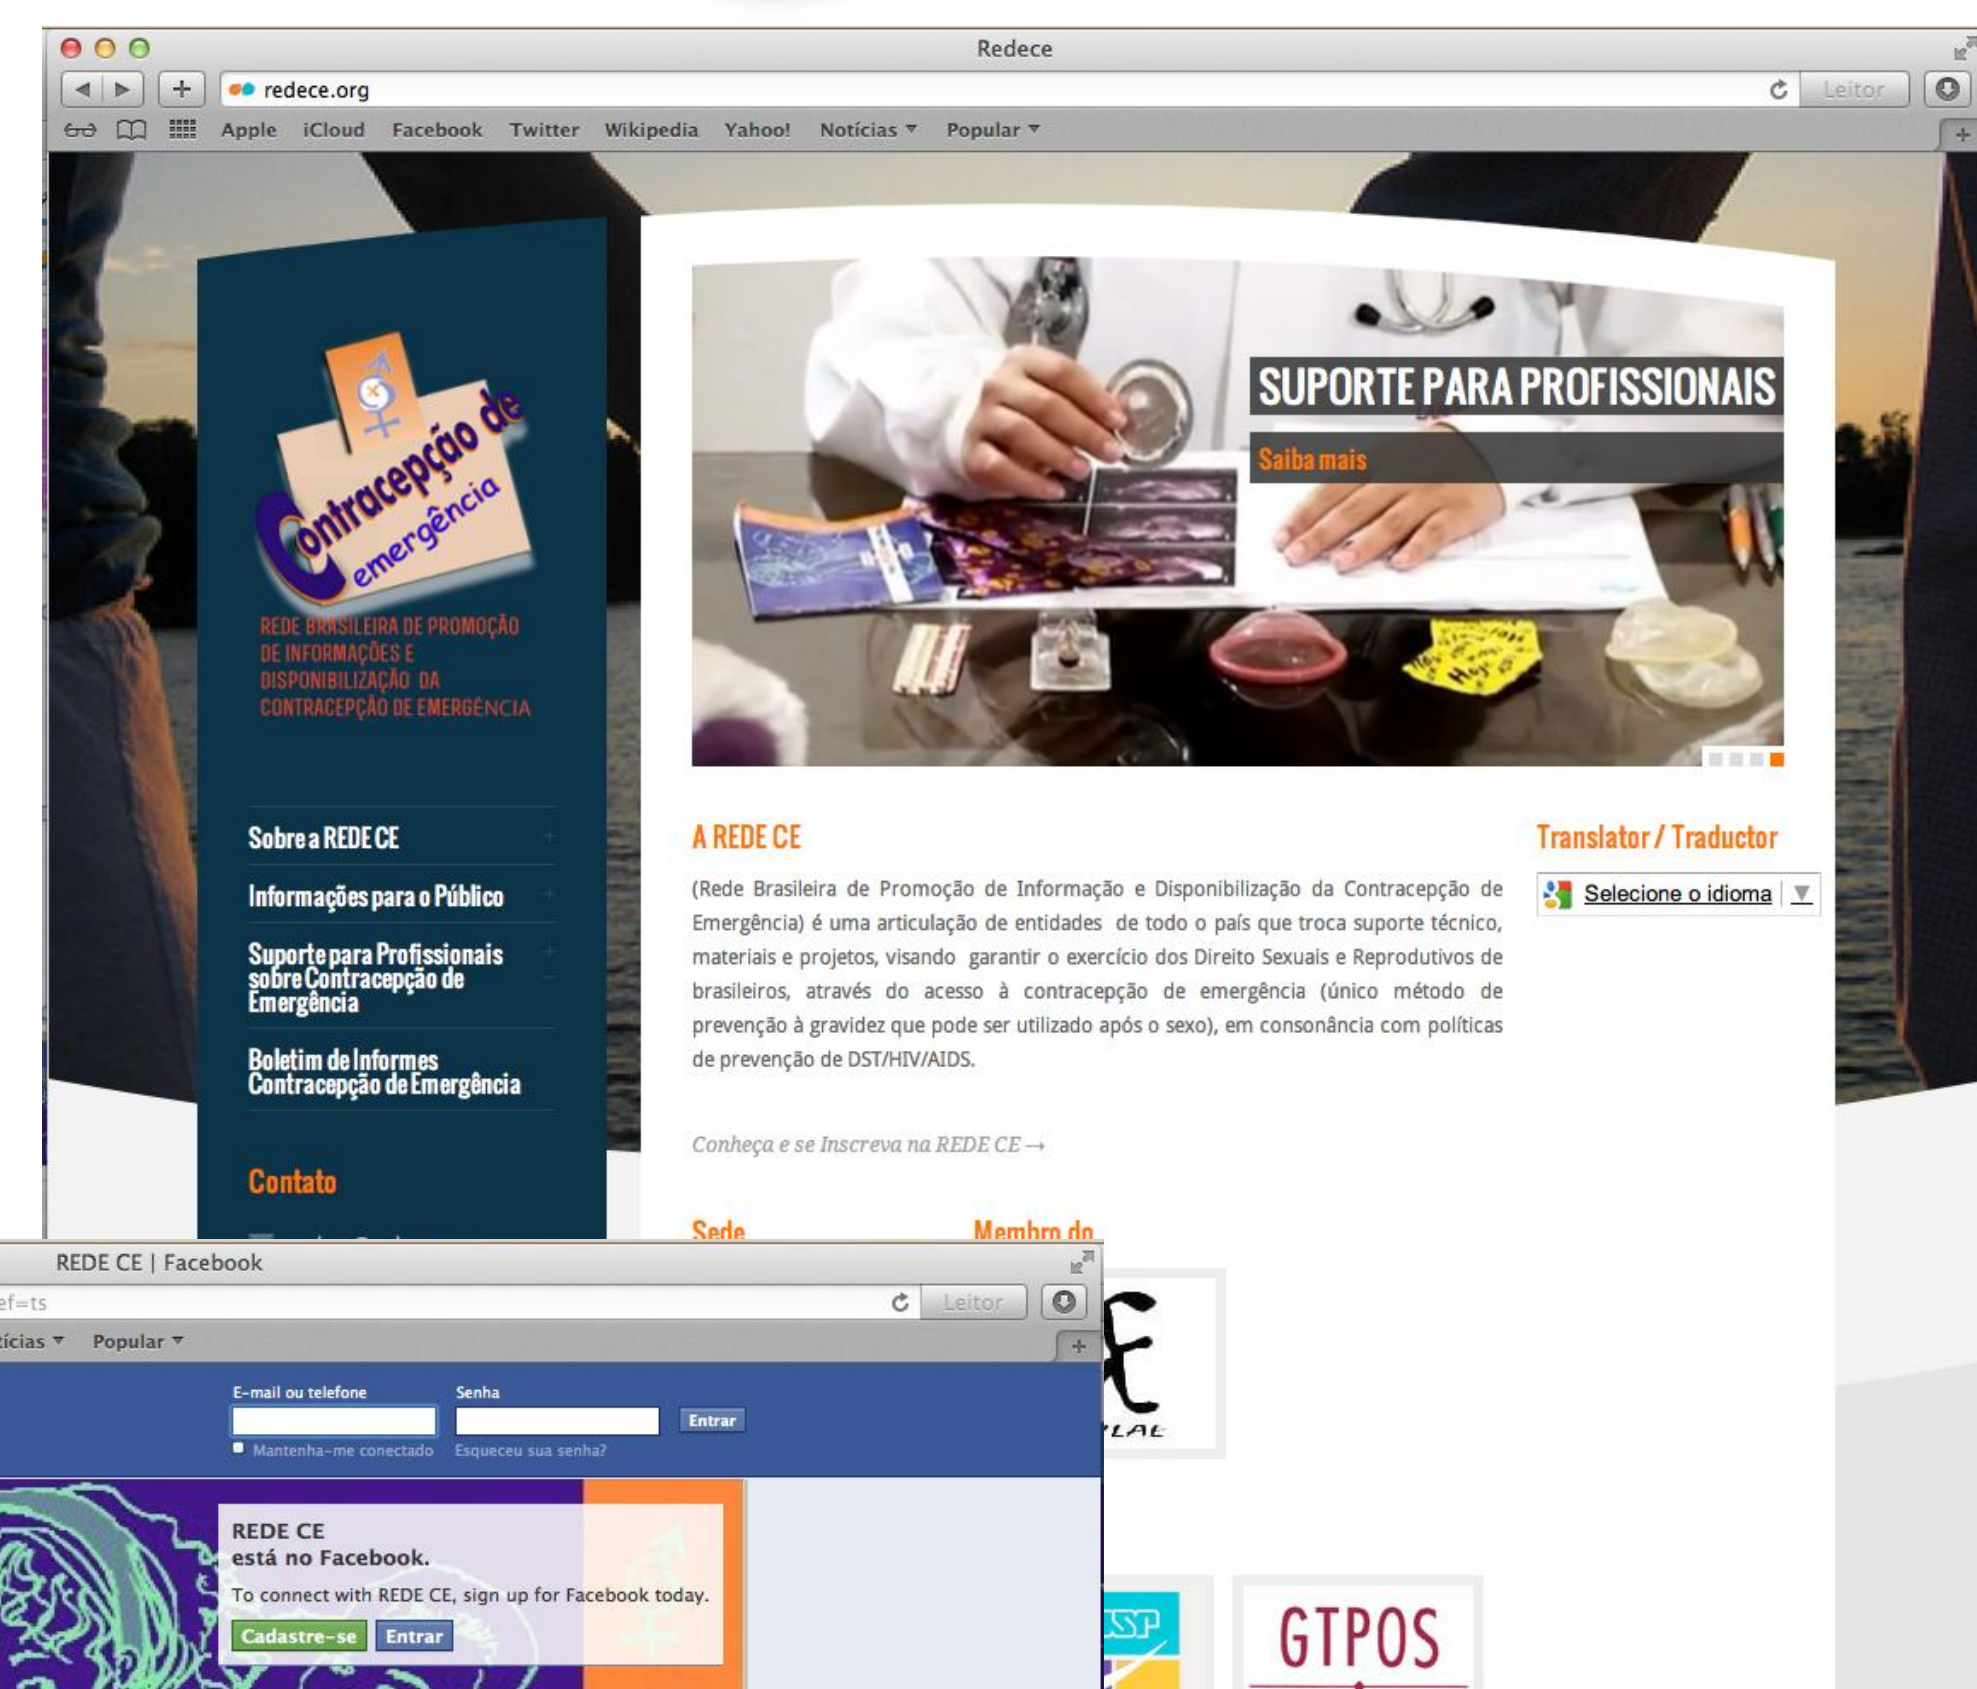 Redece
redece.org
Leitor
Apple iCloud Facebook Twitter Wikipedia Yahoo! Notícias Popular
Contracepção de
emergência
REDE BRASILEIRA DE PROMOÇÃO
DE INFORMAÇÕES E
DISPONIBILIZAÇÃO DA
CONTRACEPÇÃO DE EMERGÊNCIA
SUPORTE PARA PROFISSIONAIS
Saiba mais
Sobre a REDE CE
Informações para o Público
Suporte para Profissionais
sobre Contracepção de
Emergência
Boletim de Informes
Contracepção de Emergência
Contato
A REDE CE
(Rede Brasileira de Promoção de Informação e Disponibilização da Contracepção de
Emergência) é uma articulação de entidades de todo o país que troca suporte técnico,
materiais e projetos, visando garantir o exercício dos Direito Sexuais e Reprodutivos de
brasileiros, através do acesso à contracepção de emergência (único método de
prevenção à gravidez que pode ser utilizado após o sexo), em consonância com políticas
de prevenção de DST/HIV/AIDS.
Conheça e se Inscreva na REDE CE →
Translator / Traductor
Selecione o idioma
Sede
Membro do
REDE CE | Facebook
ef=ts
Leitor
tícias Popular
E-mail ou telefone
Senha
Entrar
Mantenha-me conectado
Esqueceu sua senha?
REDE CE
está no Facebook.
To connect with REDE CE, sign up for Facebook today.
Cadastre-se Entrar
LAE
USP
GTPOS